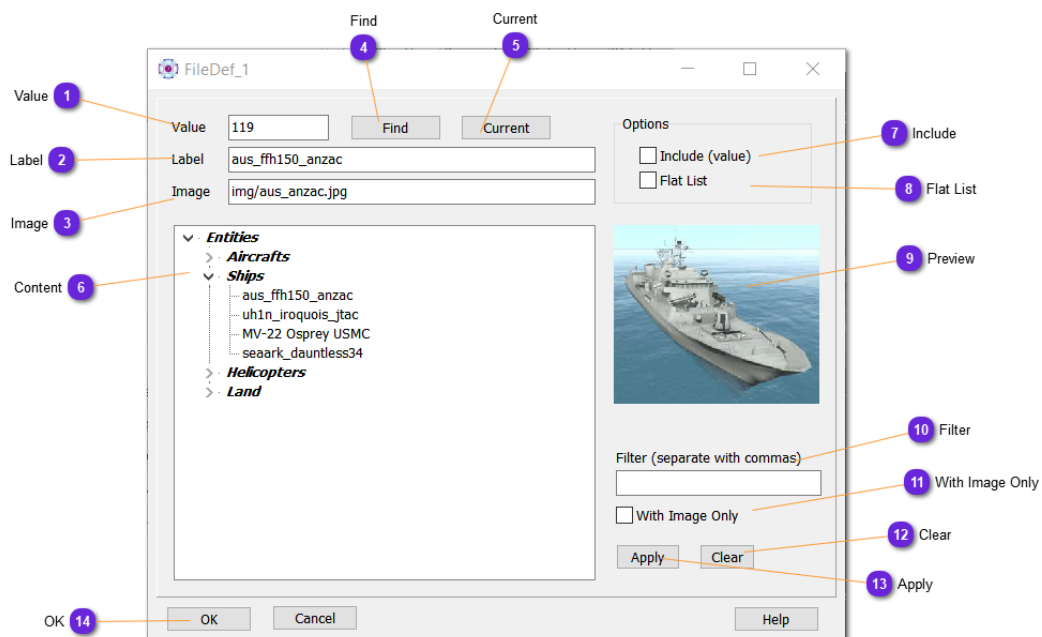 Find
Current
4
5
FileDef_1
Value 1
Value 119 Find Current
Options
7 Include
Label 2
Label aus_ffh150_anzac
Include (value)
Flat List
8 Flat List
Image 3
Image img/aus_anzac.jpg
Entities
Aircrafts
9 Preview
Content 6
Ships
aus_ffh150_anzac
uh1n_iroquois_jtac
MV-22 Osprey USMC
seaark_dauntless34
Helicopters
Land
10 Filter
Filter (separate with commas)
11 With Image Only
With Image Only
12 Clear
Apply Clear
13 Apply
OK 14
OK Cancel Help